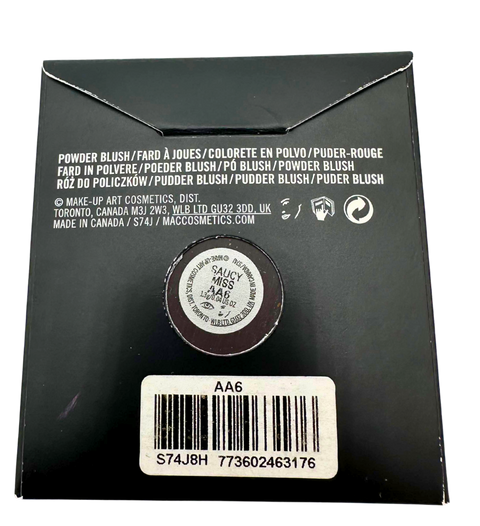 POWDER BLUSH/FARD À JOUES/COLORETE EN POLVO/PUDER-ROUGE
FARD IN POLVERE/POEDER BLUSH/PÓ BLUSH/POWDER BLUSH
RÓŻ DO POLICZKÓW/PUDDER BLUSH/PUDDER BLUSH/PUDER BLUSH
© MAKE-UP ART COSMETICS, DIST.
TORONTO, CANADA M3J 2W3, WLB LTD GU32 3DD, UK
MADE IN CANADA / S74J / MACCOSMETICS.COM
SAUCY
MISS
AA6
AA6
S74J8H 773602463176